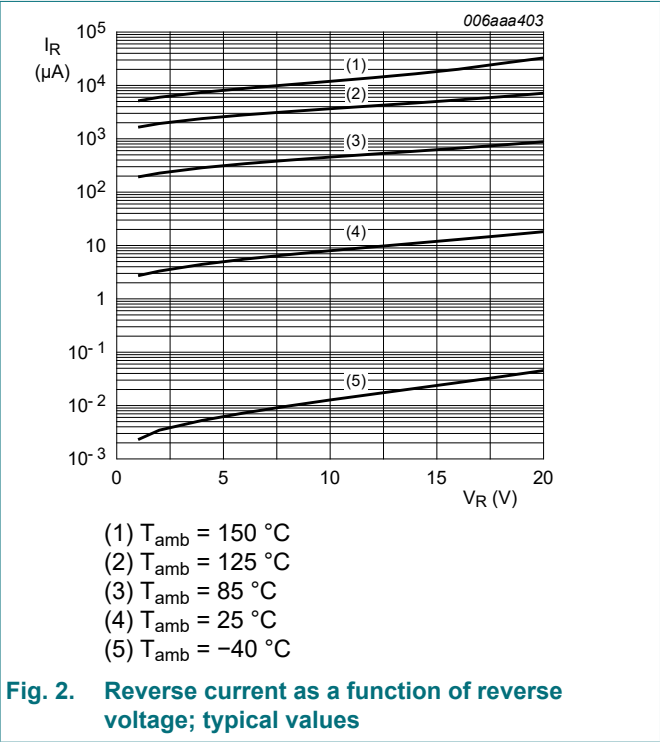 006aaa403
I_R
(μA)
10^5
10^4
10^3
10^2
10
1
10^-1
10^-2
10^-3
(1)
(2)
(3)
(4)
(5)
0 5 10 15 20
V_R (V)
(1) T_amb = 150 °C
(2) T_amb = 125 °C
(3) T_amb = 85 °C
(4) T_amb = 25 °C
(5) T_amb = −40 °C
Fig. 2. Reverse current as a function of reverse
voltage; typical values